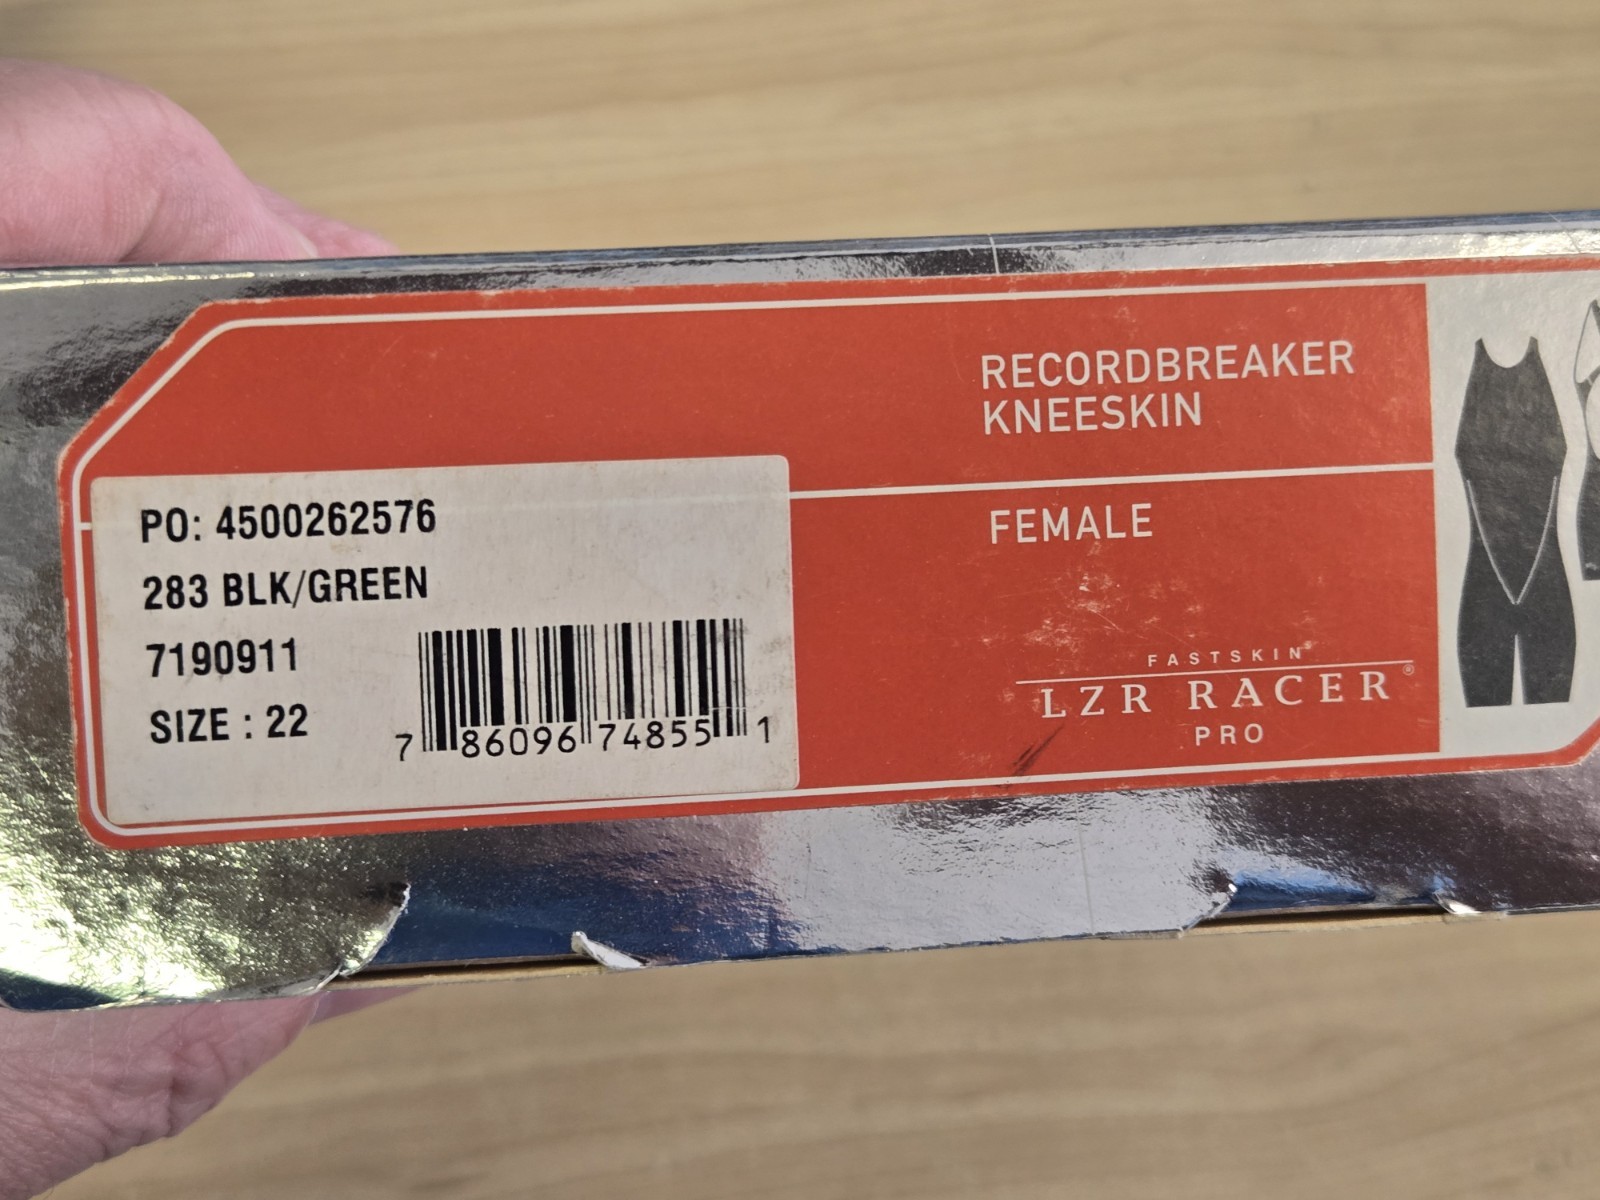 RECORDBREAKER
KNEESKIN
FEMALE
FASTSKIN®
LZR RACER®
PRO
PO: 4500262576
283 BLK/GREEN
7190911
SIZE : 22
7 86096 74855 1